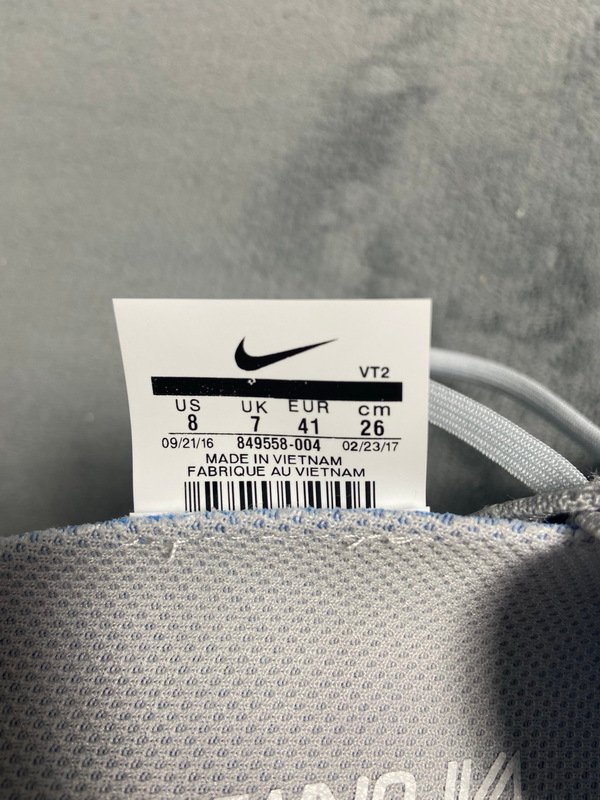 VT2
US UK EUR cm
8 7 41 26
09/21/16 849558-004 02/23/17
MADE IN VIETNAM
FABRIQUE AU VIETNAM